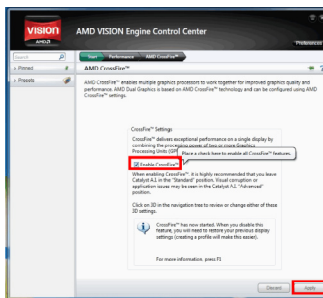 VISION
AMD
AMD VISION Engine Control Center
Preferences
Search
Start Performance AMD CrossFire™
Pinned
Presets
AMD CrossFire™
AMD CrossFire™ enables multiple graphics processors to work together for improved graphics quality and
performance. AMD Dual Graphics is based on AMD CrossFire™ technology and can be configured using AMD
CrossFire™ settings.
CrossFire™ Settings
CrossFire™ delivers exceptional performance on a single display by
combining the processing power of two or more Graphics
Processing Units (GPU
Place a check here to enable all CrossFire™ features.
Enable CrossFire™
When enabling CrossFire™, it is highly recommended that you leave
Catalyst A.I. in the "Standard" position. Visual corruption or
application issues may be seen in the Catalyst A.I. "Advanced"
position.
Click on 3D in the navigation tree to review or change either of these
3D settings.
CrossFire™ has now started. When you disable this
feature, you will need to restore your previous display
settings (creating a profile will make this easier).
For more information, press F1
Discard
Apply